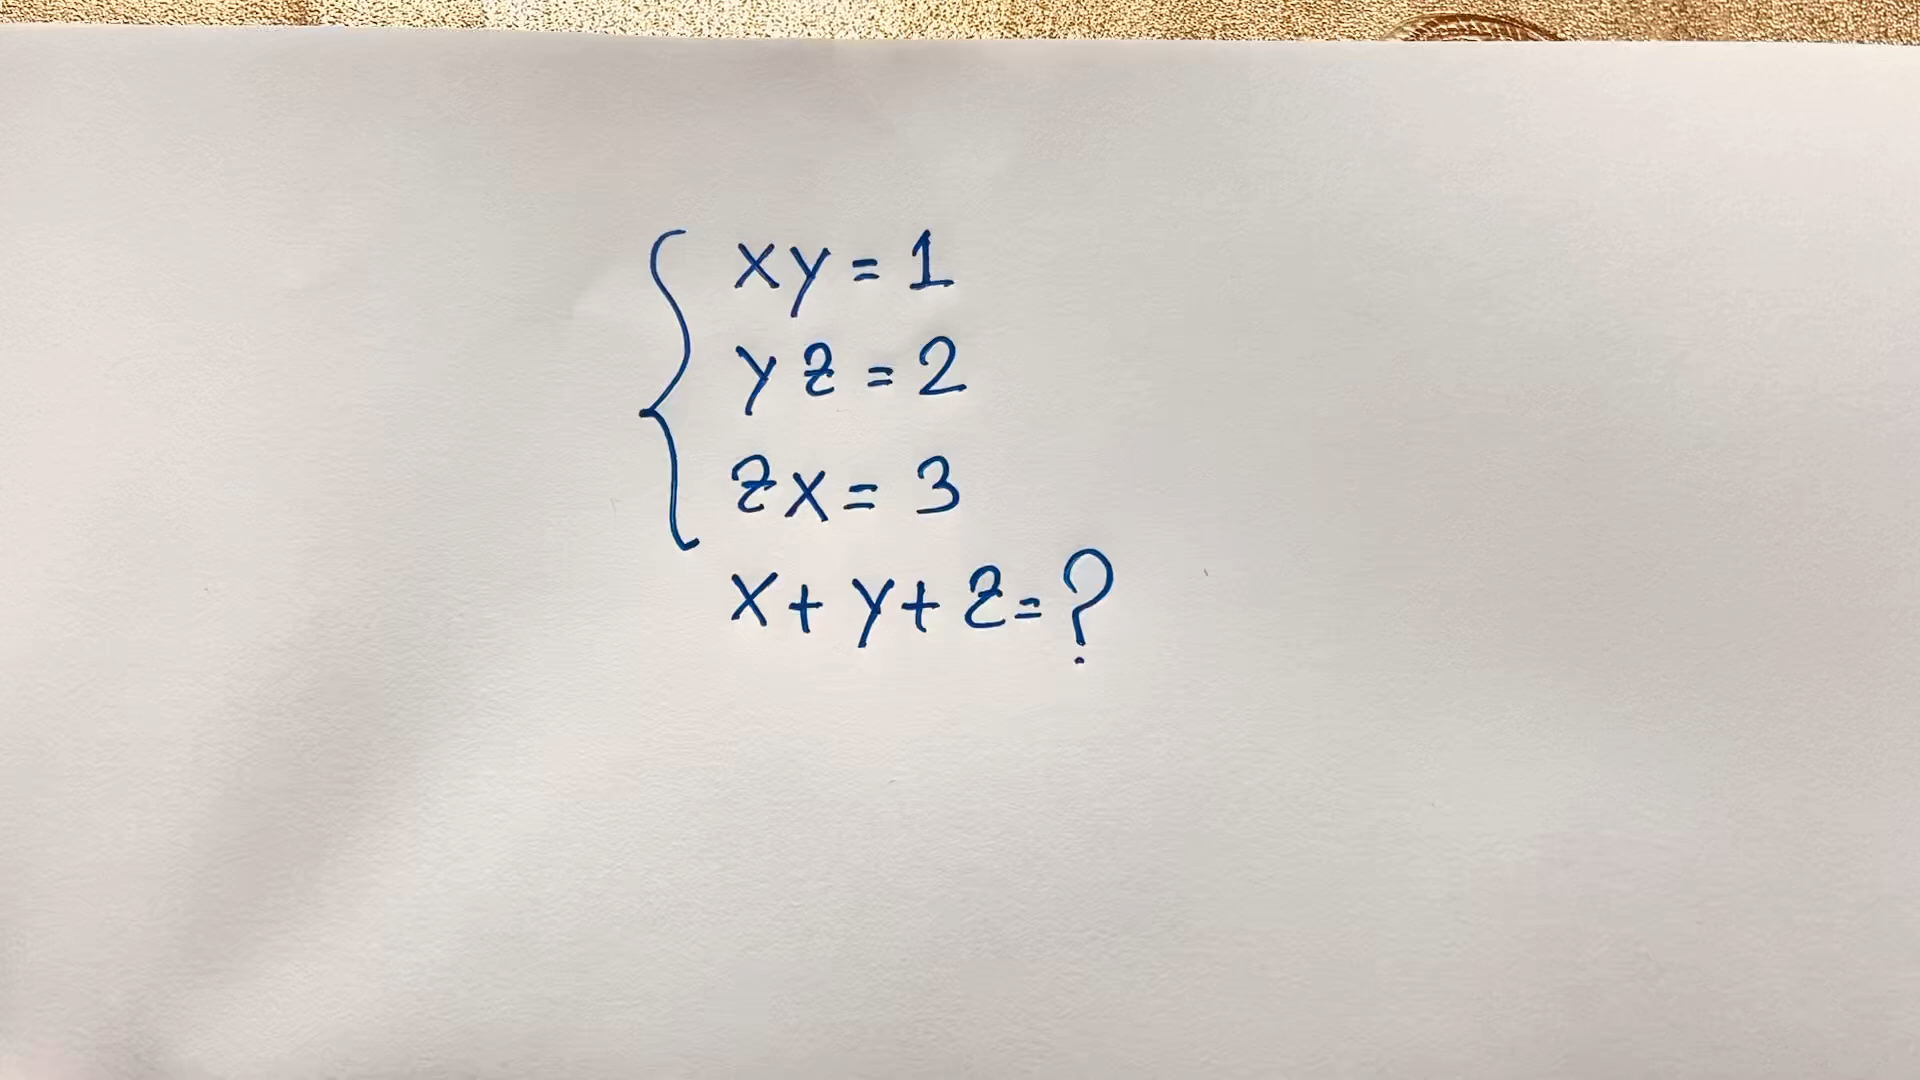 xy = 1
yz = 2
zx = 3
x + y + z = ?